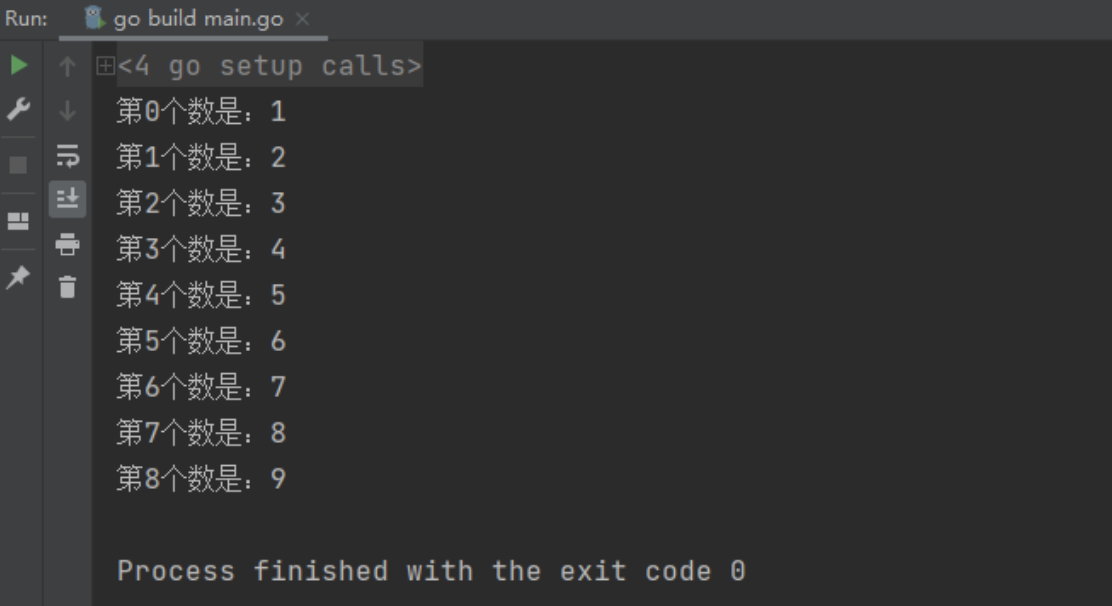 Run: go build main.go
<4 go setup calls>
第0个数是：1
第1个数是：2
第2个数是：3
第3个数是：4
第4个数是：5
第5个数是：6
第6个数是：7
第7个数是：8
第8个数是：9
Process finished with the exit code 0